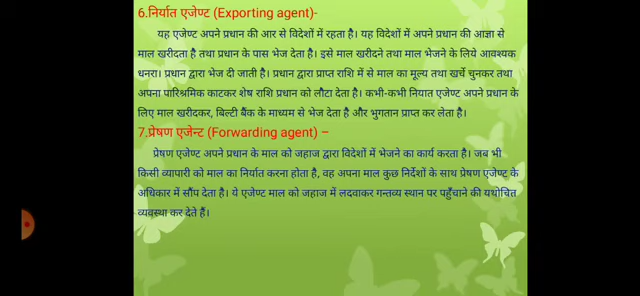 6.निर्यात एजेण्ट (Exporting agent)-
यह एजेण्ट अपने प्रधान की आर से विदेशों में रहता है। यह विदेशों में अपने प्रधान की आज्ञा से
माल खरीदता है तथा प्रधान के पास भेज देता है। इसे माल खरीदने तथा माल भेजने के लिये आवश्यक
धनरा। प्रधान द्वारा भेज दी जाती है। प्रधान द्वारा प्राप्त राशि में से माल का मूल्य तथा खर्चे चुनकर तथा
अपना पारिश्रमिक काटकर शेष राशि प्रधान को लौटा देता है। कभी-कभी नियात एजेण्ट अपने प्रधान के
लिए माल खरीदकर, बिल्टी बैंक के माध्यम से भेज देता है और भुगतान प्राप्त कर लेता है।
7.प्रेषण एजेन्ट (Forwarding agent) –
प्रेषण एजेण्ट अपने प्रधान के माल को जहाज द्वारा विदेशों में भेजने का कार्य करता है। जब भी
किसी व्यापारी को माल का निर्यात करना होता है, वह अपना माल कुछ निर्देशों के साथ प्रेषण एजेण्ट के
अधिकार में सौंप देता है। ये एजेण्ट माल को जहाज में लदवाकर गन्तव्य स्थान पर पहुँचाने की यथोचित
व्यवस्था कर देते हैं।